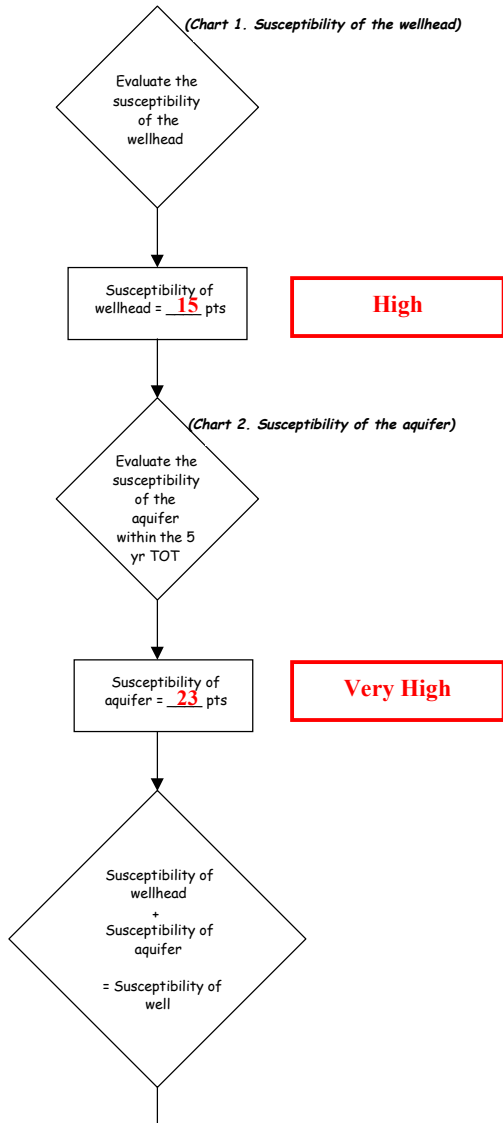 (Chart 1. Susceptibility of the wellhead)
Evaluate the
susceptibility
of the
wellhead
Susceptibility of
wellhead = 15 pts
High
(Chart 2. Susceptibility of the aquifer)
Evaluate the
susceptibility
of the
aquifer
within the 5
yr TOT
Susceptibility of
aquifer = 23 pts
Very High
Susceptibility of
wellhead
+
Susceptibility of
aquifer
= Susceptibility of
well